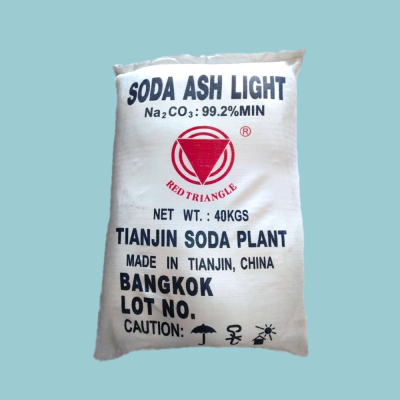 SODA ASH LIGHT
Na₂CO₃: 99.2%MIN
®
RED TRIANGLE
NET WT.: 40KGS
TIANJIN SODA PLANT
MADE IN TIANJIN, CHINA
BANGKOK
LOT NO.
CAUTION: